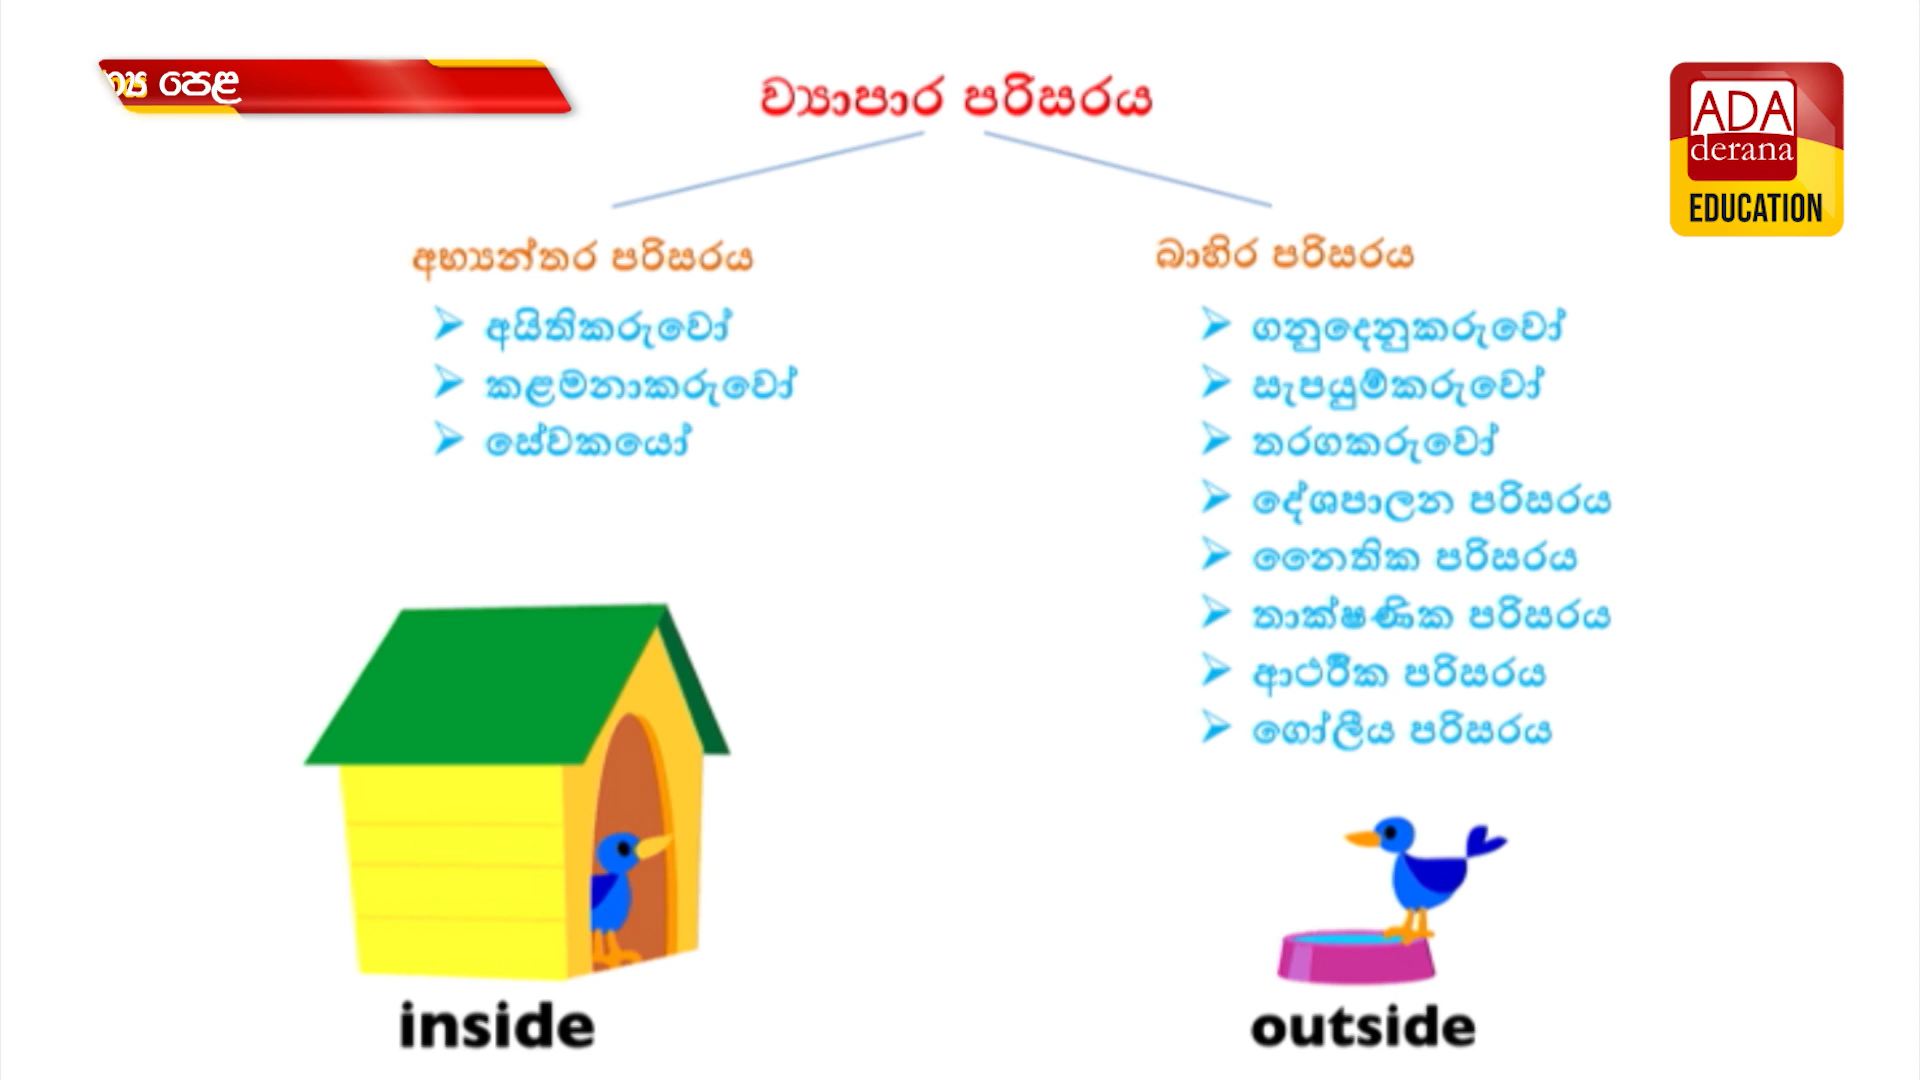 පෙළ
ව්‍යාපාර පරිසරය
ADA
derana
EDUCATION
අභ්‍යන්තර පරිසරය
අයිතිකරුවෝ
කළමනාකරුවෝ
සේවකයෝ
බාහිර පරිසරය
ගනුදෙනුකරුවෝ
සැපයුම්කරුවෝ
තරගකරුවෝ
දේශපාලන පරිසරය
නෛතික පරිසරය
තාක්ෂණික පරිසරය
ආර්ථික පරිසරය
ගෝලීය පරිසරය
inside
outside